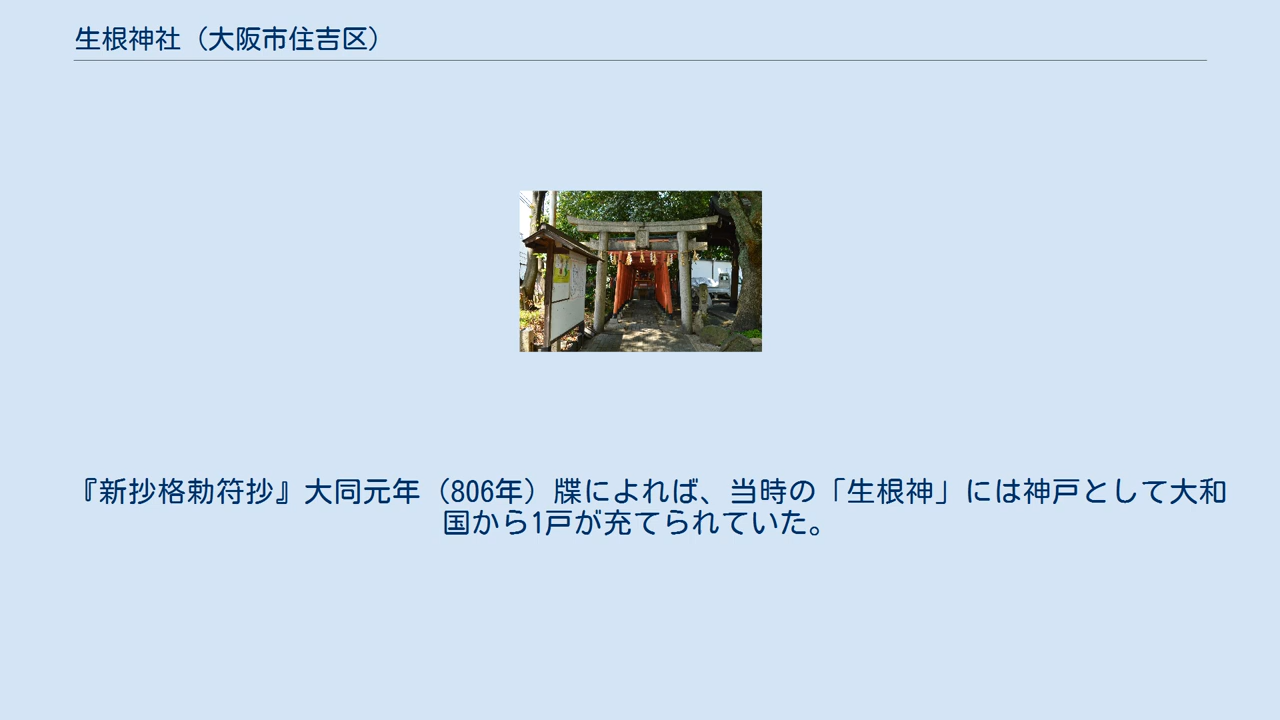 生根神社（大阪市住吉区）
『新抄格勅符抄』大同元年（806年）牒によれば、当時の「生根神」には神戸として大和
国から1戸が充てられていた。